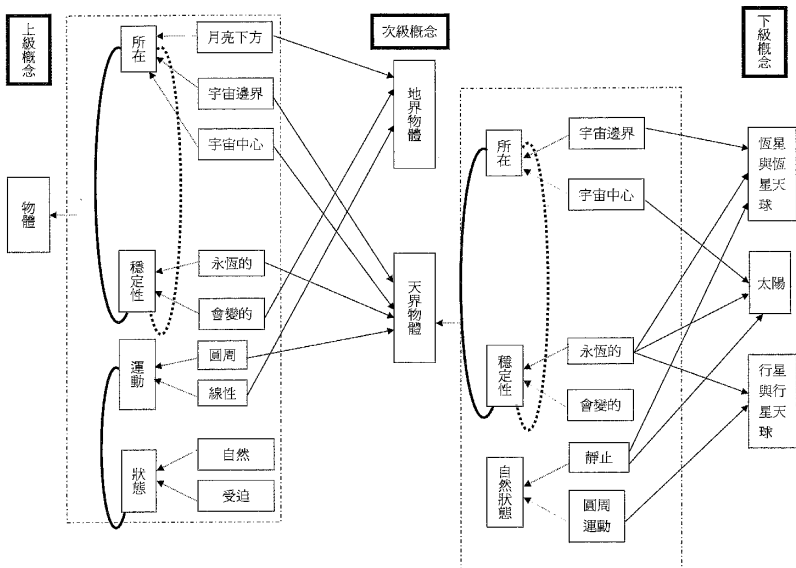 上級概念
次級概念
下級概念
物體
所在
月亮下方
宇宙邊界
宇宙中心
穩定性
永恆的
會變的
運動
圓周
線性
狀態
自然
受迫
地界物體
天界物體
所在
宇宙邊界
宇宙中心
穩定性
永恆的
會變的
自然狀態
靜止
圓周
運動
恆星
與恆
星天
球
太陽
行星
與行
星天
球